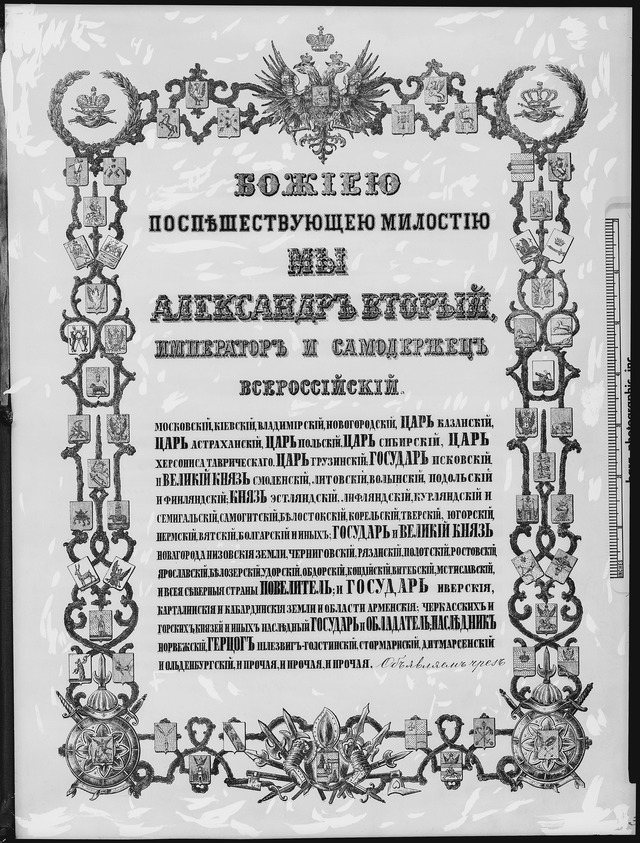 БОЖІЕЮ
ПОСПѢШЕСТВУЮЩЕЮ МИЛОСТІЮ
МЫ
АЛЕКСАНДРЪ ВТОРЫЙ,
ИМПЕРАТОРЪ И САМОДЕРЖЕЦЪ
ВСЕРОССІЙСКІЙ.
МОСКОВСКІЙ, КІЕВСКІЙ, ВЛАДИМІРСКІЙ, НОВОГОРОДСКІЙ, ЦАРЬ КАЗАНСКІЙ,
ЦАРЬ АСТРАХАНСКІЙ, ЦАРЬ ПОЛЬСКІЙ, ЦАРЬ СИБИРСКІЙ, ЦАРЬ
ХЕРСОНИСА ТАВРИЧЕСКАГО, ЦАРЬ ГРУЗИНСКІЙ; ГОСУДАРЬ ПСКОВСКІЙ,
И ВЕЛИКІЙ КНЯЗЬ СМОЛЕНСКІЙ, ЛИТОВСКІЙ, ВОЛЫНСКІЙ, ПОДОЛЬСКІЙ
И ФИНЛЯНДСКІЙ; КНЯЗЬ ЭСТЛЯНДСКІЙ, ЛИФЛЯНДСКІЙ, КУРЛЯНДСКІЙ И
СЕМИГАЛЬСКІЙ, САМОГИТСКІЙ, БѢЛОСТОКСКІЙ, КОРЕЛЬСКІЙ, ТВЕРСКІЙ, ЮГОРСКІЙ,
ПЕРМСКІЙ, ВЯТСКІЙ, БОЛГАРСКІЙ И ИНЫХЪ; ГОСУДАРЬ И ВЕЛИКІЙ КНЯЗЬ
НОВАГОРОДА НИЗОВСКІЯ ЗЕМЛИ, ЧЕРНИГОВСКІЙ, РЯЗАНСКІЙ, ПОЛОТСКІЙ, РОСТОВСКІЙ,
ЯРОСЛАВСКІЙ, БѢЛОЗЕРСКІЙ, УДОРСКІЙ, ОБДОРСКІЙ, КОНДІЙСКІЙ, ВИТЕБСКІЙ, МСТИСЛАВСКІЙ,
И ВСЕЯ СѢВЕРНЫЯ СТРАНЫ ПОВЕЛИТЕЛЬ; И ГОСУДАРЬ ИВЕРСКІЯ,
КАРТАЛИНСКІЯ И КАБАРДИНСКІЯ ЗЕМЛИ И ОБЛАСТИ АРМЕНСКІЯ; ЧЕРКАССКИХЪ И
ГОРСКИХЪ КНЯЗЕЙ И ИНЫХЪ НАСЛѢДНЫЙ ГОСУДАРЬ И ОБЛАДАТЕЛЬ, НАСЛѢДНИКЪ
НОРВЕЖСКІЙ, ГЕРЦОГЪ ШЛЕЗВИГЪ-ГОЛСТИНСКІЙ, СТОРМАРНСКІЙ, ДИТМАРСЕНСКІЙ
И ОЛЬДЕНБУРГСКІЙ, И ПРОЧАЯ, И ПРОЧАЯ, И ПРОЧАЯ. Объявляемъ чрезъ